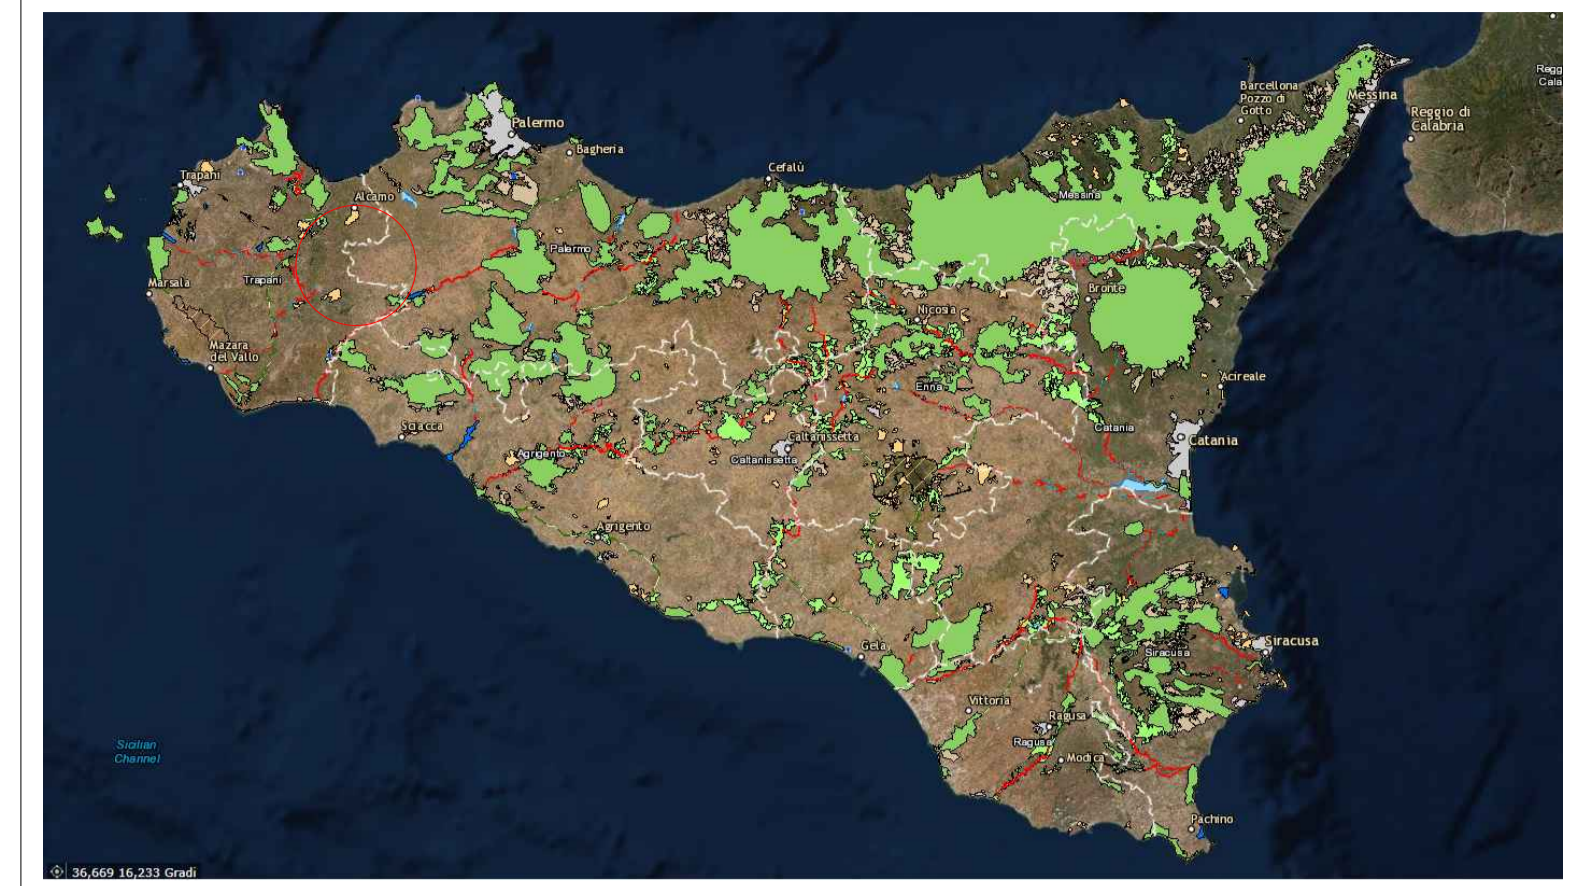 Regg
Cala
Barcellona
Pozzo di
Gotto
Messina
Reggio di
Calabria
Palermo
Bagheria
Cefalù
Trapani
Alcamo
Messina
Palermo
Trapani
Marsala
Bronte
Nicosia
Mazara
del Vallo
Acireale
Enna
Sciacca
Catania
Caltanissetta
Catania
Agrigento
Caltanissetta
Agrigento
Siracusa
Gela
Siracusa
Vittoria
Ragusa
Ragusa
Modica
Sicilian
Channel
Pachino
36,669 16,233 Gradi